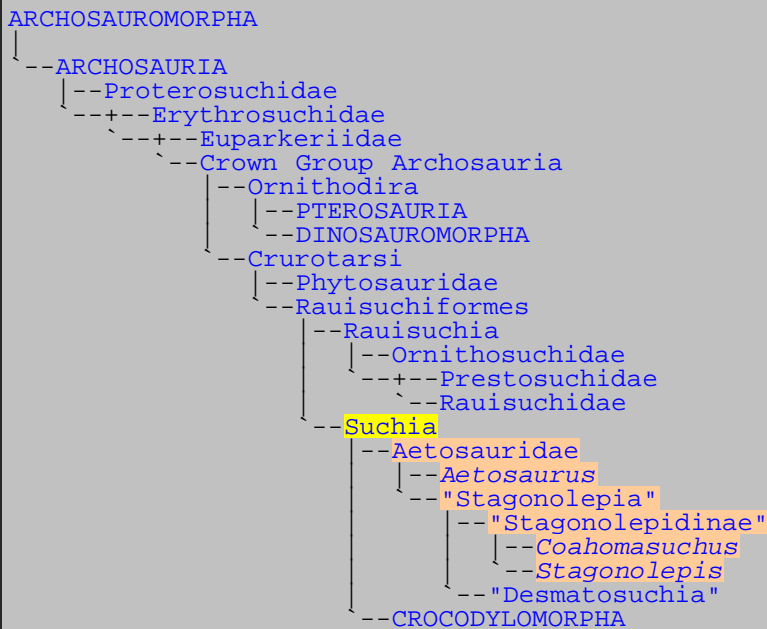 ARCHOSAUROMORPHA
|
`--ARCHOSAURIA
   |--Proterosuchidae
   `--+--Erythrosuchidae
      `--+--Euparkeriidae
         `--Crown Group Archosauria
            |--Ornithodira
            |  |--PTEROSAURIA
            |  `--DINOSAUROMORPHA
            `--Crurotarsi
               |--Phytosauridae
               `--Rauisuchiformes
                  |--Rauisuchia
                  |  |--Ornithosuchidae
                  |  `--+--Prestosuchidae
                  |     `--Rauisuchidae
                  `--Suchia
                     |--Aetosauridae
                     |  |--Aetosaurus
                     |  `--"Stagonolepia"
                     |     |--"Stagonolepidinae"
                     |     |  |--Coahomasuchus
                     |     |  `--Stagonolepis
                     |     `--"Desmatosuchia"
                     `--CROCODYLOMORPHA